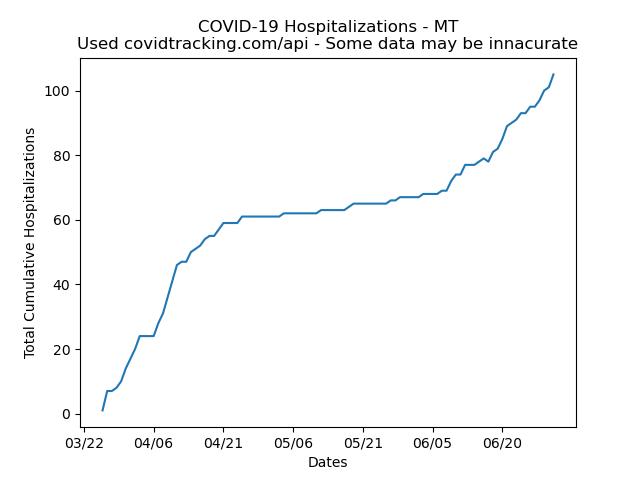 COVID-19 Hospitalizations - MT
Used covidtracking.com/api - Some data may be innacurate
Total Cumulative Hospitalizations
100
80
60
40
20
0
03/22 04/06 04/21 05/06 05/21 06/05 06/20
Dates